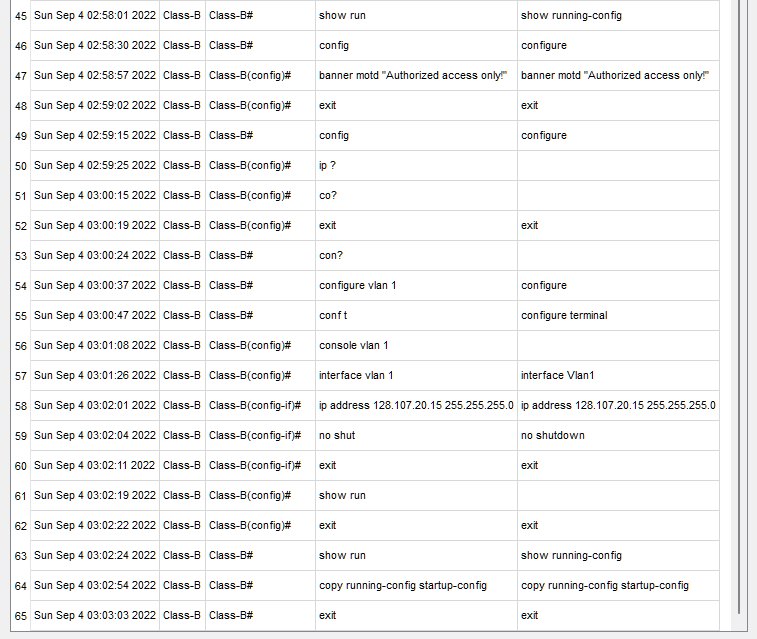 45 Sun Sep 4 02:58:01 2022 Class-B Class-B# show run show running-config
46 Sun Sep 4 02:58:30 2022 Class-B Class-B# config configure
47 Sun Sep 4 02:58:57 2022 Class-B Class-B(config)# banner motd "Authorized access only!" banner motd "Authorized access only!"
48 Sun Sep 4 02:59:02 2022 Class-B Class-B(config)# exit exit
49 Sun Sep 4 02:59:15 2022 Class-B Class-B# config configure
50 Sun Sep 4 02:59:25 2022 Class-B Class-B(config)# ip ?
51 Sun Sep 4 03:00:15 2022 Class-B Class-B(config)# co?
52 Sun Sep 4 03:00:19 2022 Class-B Class-B(config)# exit exit
53 Sun Sep 4 03:00:24 2022 Class-B Class-B# con?
54 Sun Sep 4 03:00:37 2022 Class-B Class-B# configure vlan 1 configure
55 Sun Sep 4 03:00:47 2022 Class-B Class-B# conf t configure terminal
56 Sun Sep 4 03:01:08 2022 Class-B Class-B(config)# console vlan 1
57 Sun Sep 4 03:01:26 2022 Class-B Class-B(config)# interface vlan 1 interface Vlan1
58 Sun Sep 4 03:02:01 2022 Class-B Class-B(config-if)# ip address 128.107.20.15 255.255.255.0 ip address 128.107.20.15 255.255.255.0
59 Sun Sep 4 03:02:04 2022 Class-B Class-B(config-if)# no shut no shutdown
60 Sun Sep 4 03:02:11 2022 Class-B Class-B(config-if)# exit exit
61 Sun Sep 4 03:02:19 2022 Class-B Class-B(config)# show run
62 Sun Sep 4 03:02:22 2022 Class-B Class-B(config)# exit exit
63 Sun Sep 4 03:02:24 2022 Class-B Class-B# show run show running-config
64 Sun Sep 4 03:02:54 2022 Class-B Class-B# copy running-config startup-config copy running-config startup-config
65 Sun Sep 4 03:03:03 2022 Class-B Class-B# exit exit